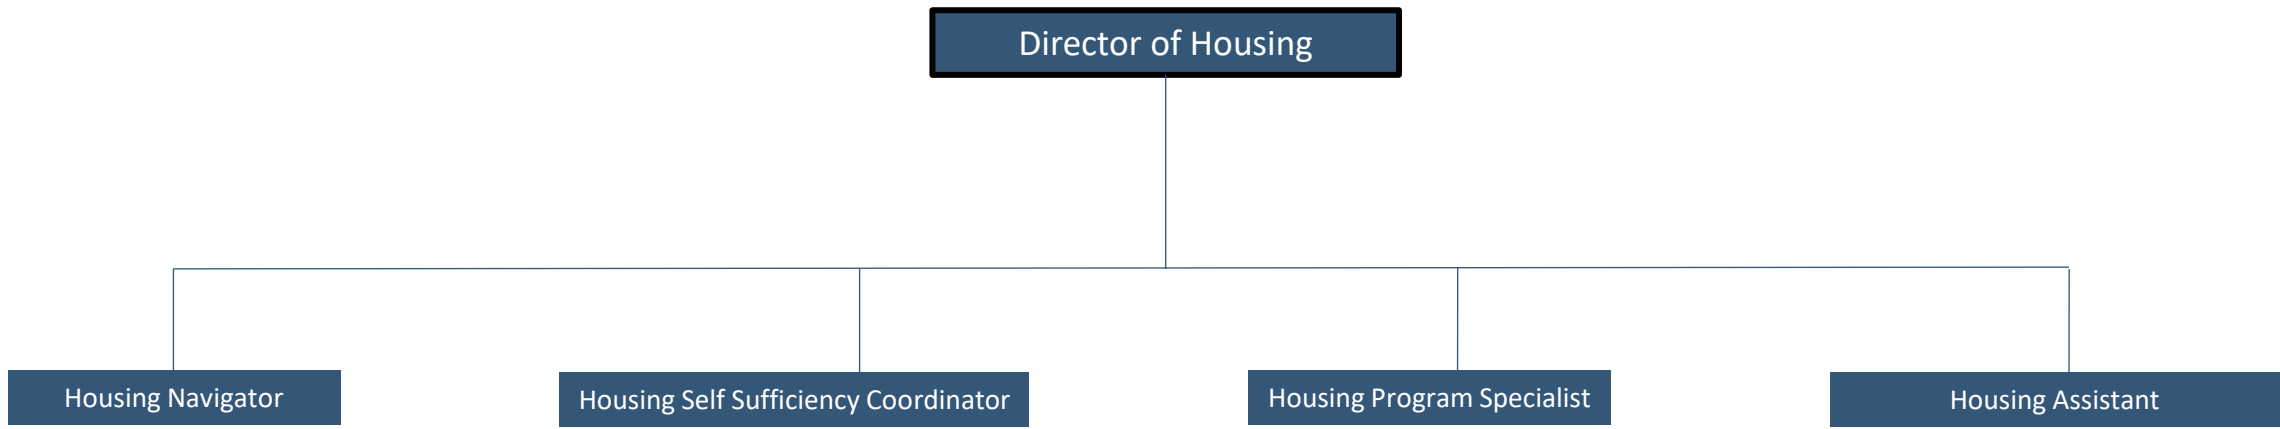 Director of Housing
Housing Navigator
Housing Self Sufficiency Coordinator
Housing Program Specialist
Housing Assistant